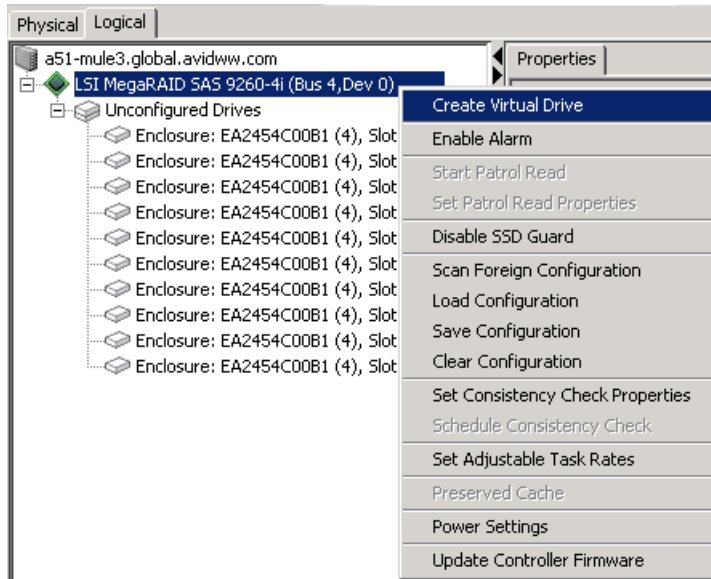 Physical Logical
a51-mule3.global.avidww.com
Properties
LSI MegaRAID SAS 9260-4i (Bus 4,Dev 0)
Unconfigured Drives
Enclosure: EA2454C00B1 (4), Slot
Enclosure: EA2454C00B1 (4), Slot
Enclosure: EA2454C00B1 (4), Slot
Enclosure: EA2454C00B1 (4), Slot
Enclosure: EA2454C00B1 (4), Slot
Enclosure: EA2454C00B1 (4), Slot
Enclosure: EA2454C00B1 (4), Slot
Enclosure: EA2454C00B1 (4), Slot
Enclosure: EA2454C00B1 (4), Slot
Enclosure: EA2454C00B1 (4), Slot
Create Virtual Drive
Enable Alarm
Start Patrol Read
Set Patrol Read Properties
Disable SSD Guard
Scan Foreign Configuration
Load Configuration
Save Configuration
Clear Configuration
Set Consistency Check Properties
Schedule Consistency Check
Set Adjustable Task Rates
Preserved Cache
Power Settings
Update Controller Firmware